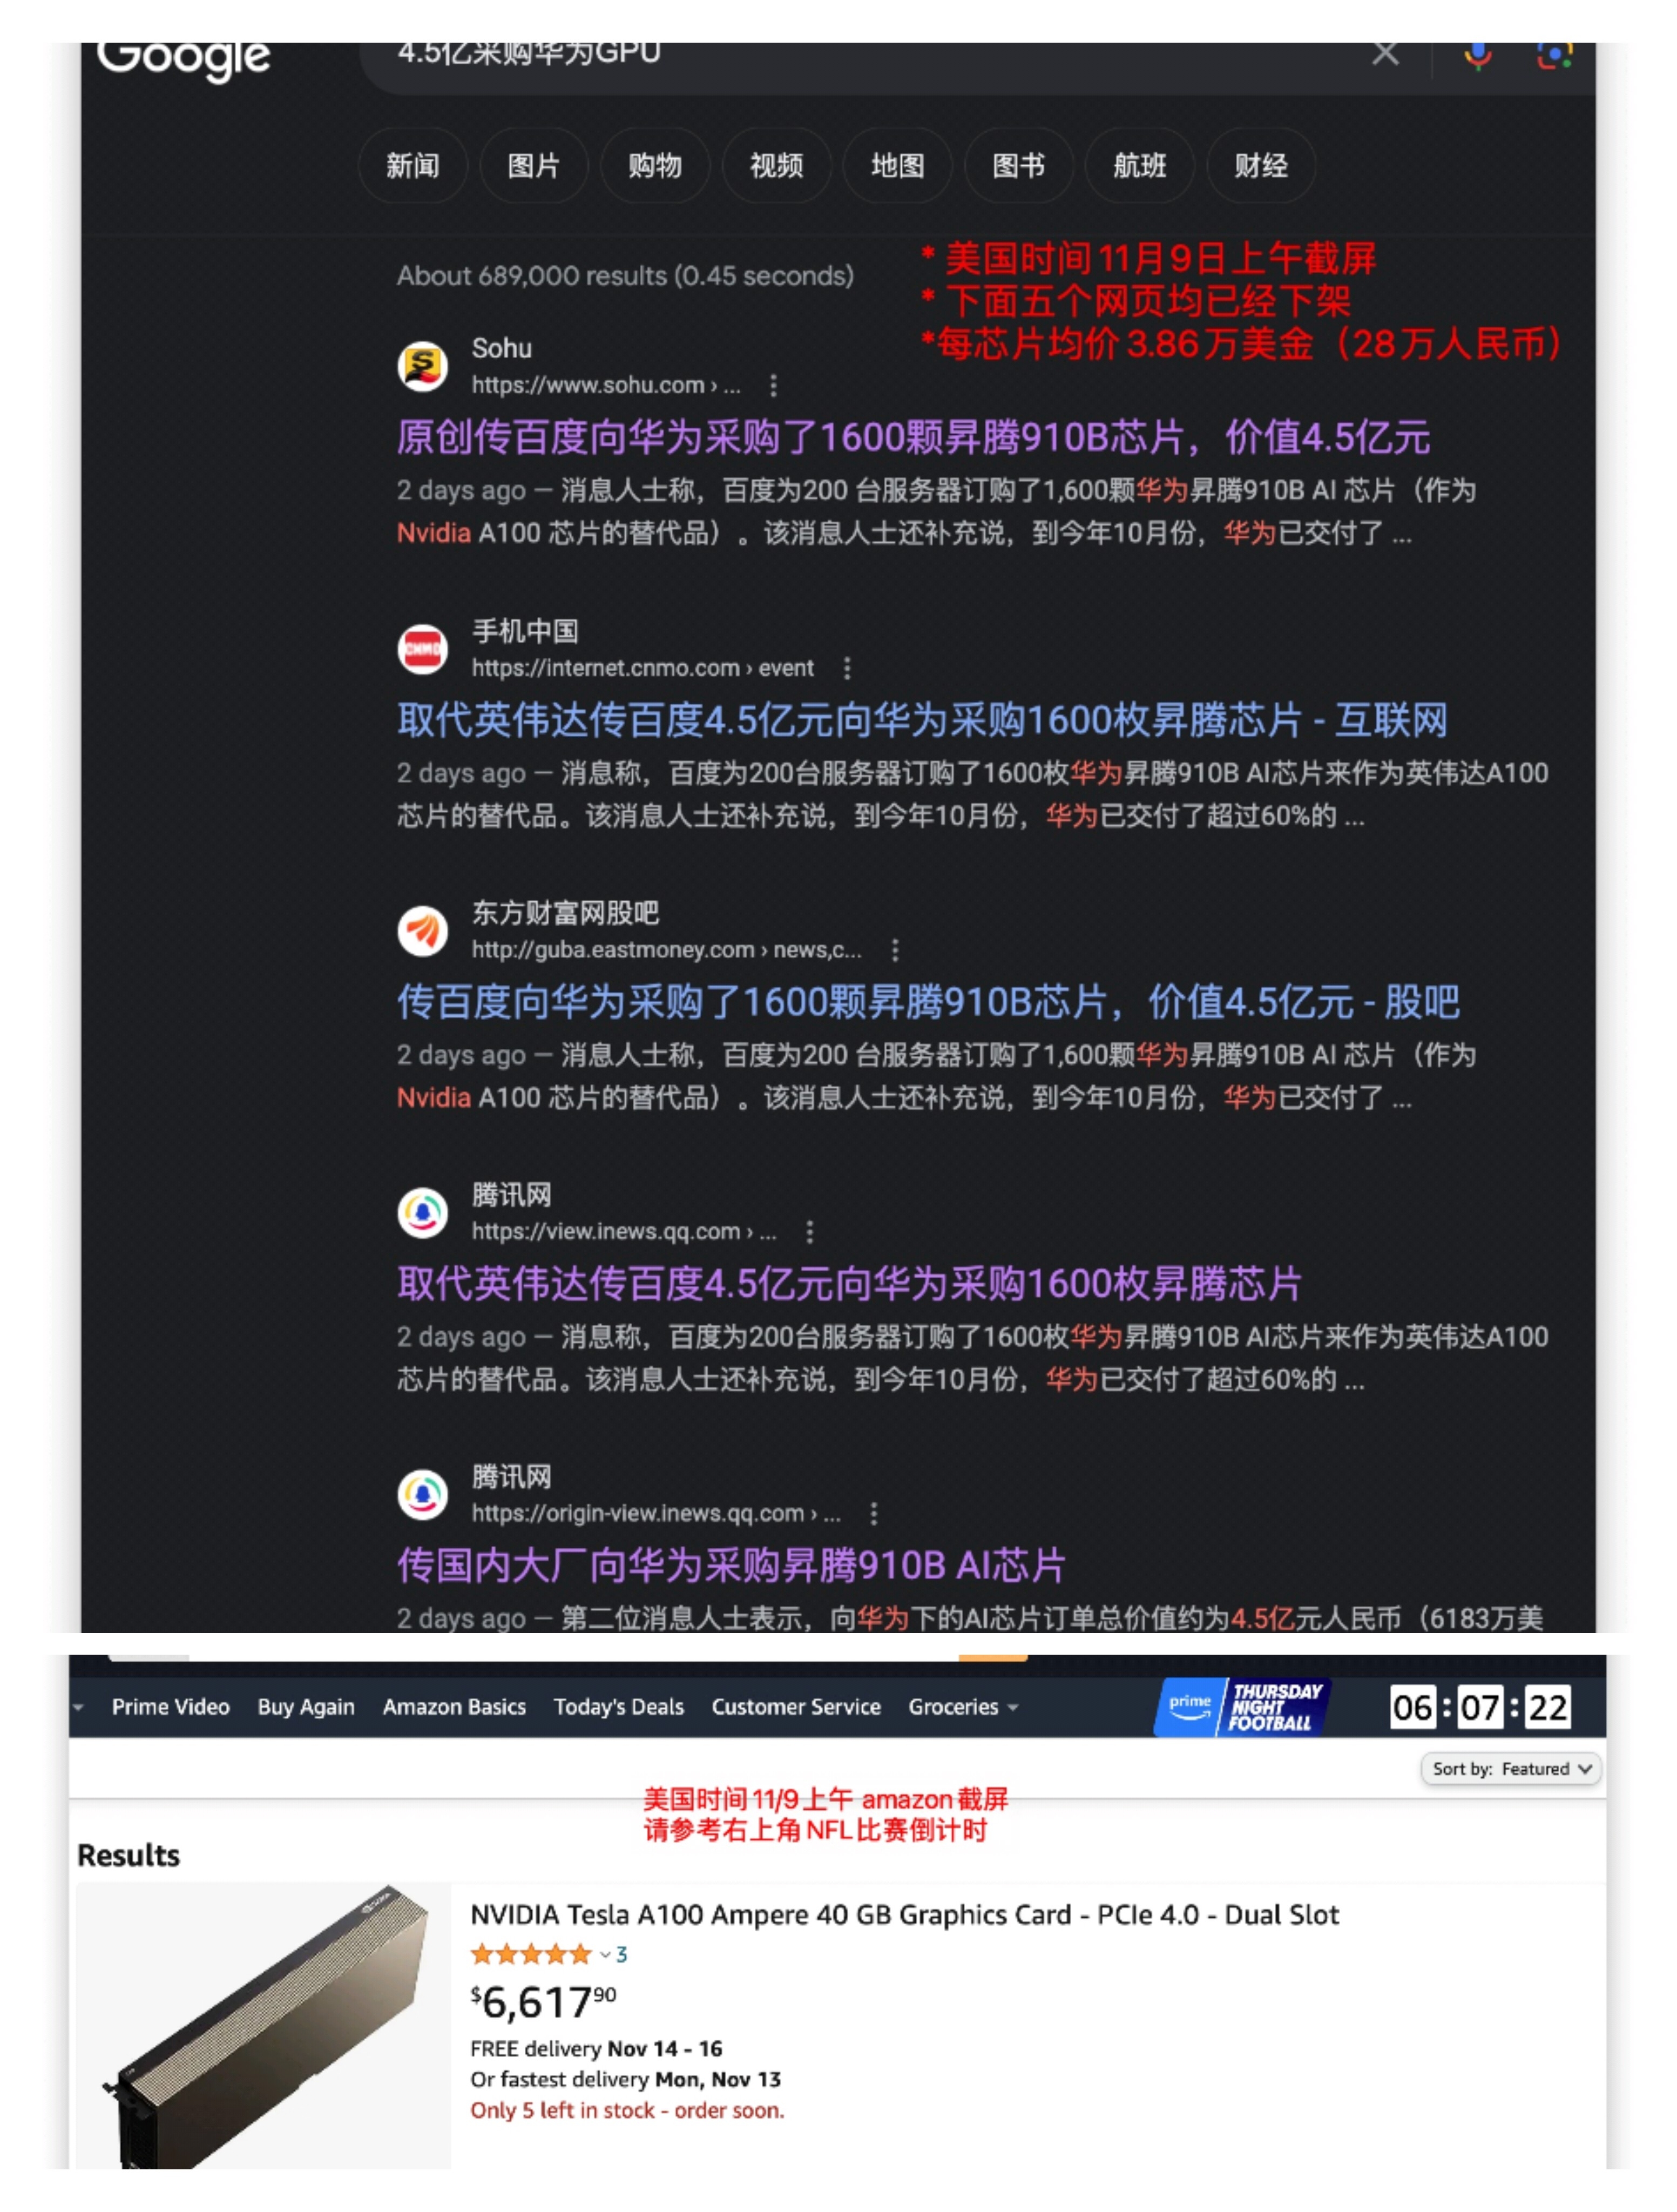 Google
4.5亿采购华为GPU
新闻 图片 购物 视频 地图 图书 航班 财经
About 689,000 results (0.45 seconds)
* 美国时间11月9日上午截屏
* 下面五个网页均已经下架
*每芯片均价3.86万美金（28万人民币）
Sohu
https://www.sohu.com › ...
原创传百度向华为采购了1600颗昇腾910B芯片，价值4.5亿元
2 days ago — 消息人士称，百度为200 台服务器订购了1,600颗华为昇腾910B AI 芯片（作为
Nvidia A100 芯片的替代品）。该消息人士还补充说，到今年10月份，华为已交付了 ...
手机中国
CNMO
https://internet.cnmo.com › event
取代英伟达传百度4.5亿元向华为采购1600枚昇腾芯片 - 互联网
2 days ago — 消息称，百度为200台服务器订购了1600枚华为昇腾910B AI芯片来作为英伟达A100
芯片的替代品。该消息人士还补充说，到今年10月份，华为已交付了超过60%的 ...
东方财富网股吧
http://guba.eastmoney.com › news,c...
传百度向华为采购了1600颗昇腾910B芯片，价值4.5亿元 - 股吧
2 days ago — 消息人士称，百度为200 台服务器订购了1,600颗华为昇腾910B AI 芯片（作为
Nvidia A100 芯片的替代品）。该消息人士还补充说，到今年10月份，华为已交付了 ...
腾讯网
https://view.inews.qq.com › ...
取代英伟达传百度4.5亿元向华为采购1600枚昇腾芯片
2 days ago — 消息称，百度为200台服务器订购了1600枚华为昇腾910B AI芯片来作为英伟达A100
芯片的替代品。该消息人士还补充说，到今年10月份，华为已交付了超过60%的 ...
腾讯网
https://origin-view.inews.qq.com › ...
传国内大厂向华为采购昇腾910B AI芯片
2 days ago — 第二位消息人士表示，向华为下的AI芯片订单总价值约为4.5亿元人民币（6183万美
Prime Video Buy Again Amazon Basics Today's Deals Customer Service Groceries
prime THURSDAY NIGHT FOOTBALL
06:07:22
Sort by: Featured
美国时间11/9上午 amazon截屏
请参考右上角NFL比赛倒计时
Results
NVIDIA Tesla A100 Ampere 40 GB Graphics Card - PCIe 4.0 - Dual Slot
3
$6,617.90
FREE delivery Nov 14 - 16
Or fastest delivery Mon, Nov 13
Only 5 left in stock - order soon.